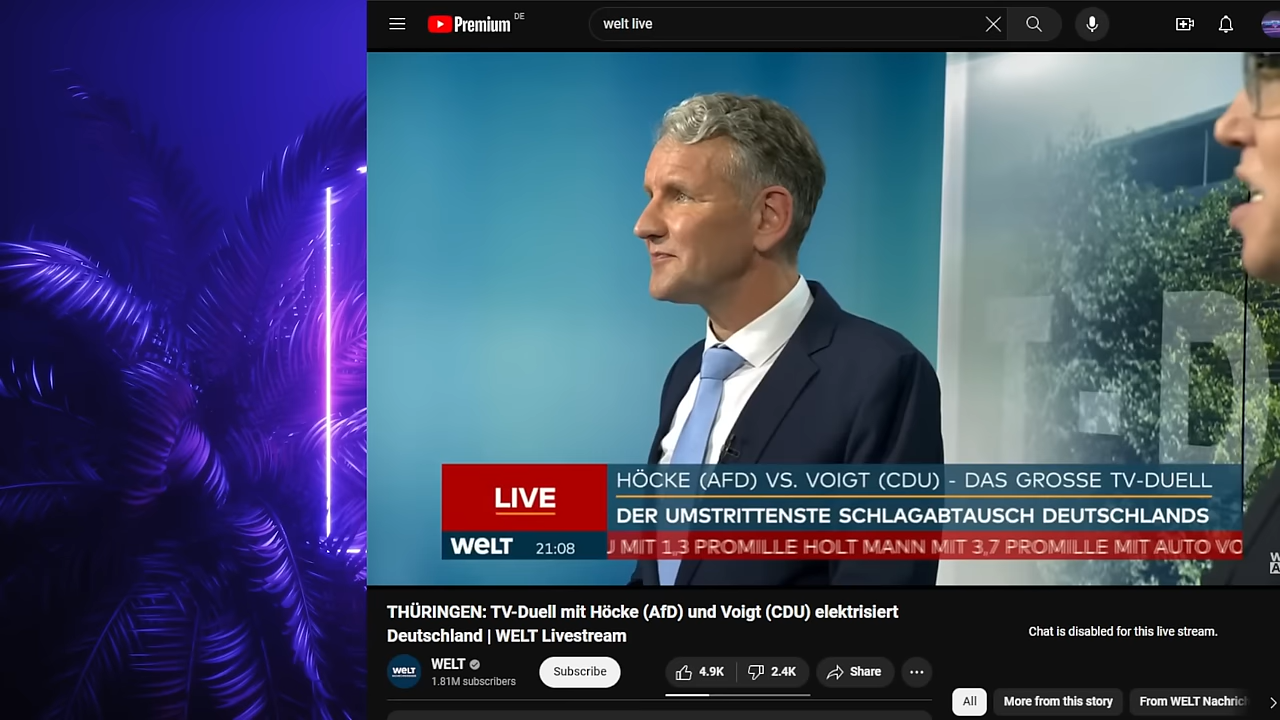 Premium DE
welt live
LIVE
HÖCKE (AFD) VS. VOIGT (CDU) - DAS GROSSE TV-DUELL
DER UMSTRITTENSTE SCHLAGABTAUSCH DEUTSCHLANDS
WELT 21:08
MIT 1,3 PROMILLE HOLT MANN MIT 3,7 PROMILLE MIT AUTO
THÜRINGEN: TV-Duell mit Höcke (AfD) und Voigt (CDU) elektrisiert
Deutschland | WELT Livestream
Chat is disabled for this live stream.
WELT
WELT
1.81M subscribers
Subscribe
4.9K
2.4K
Share
All
More from this story
From WELT